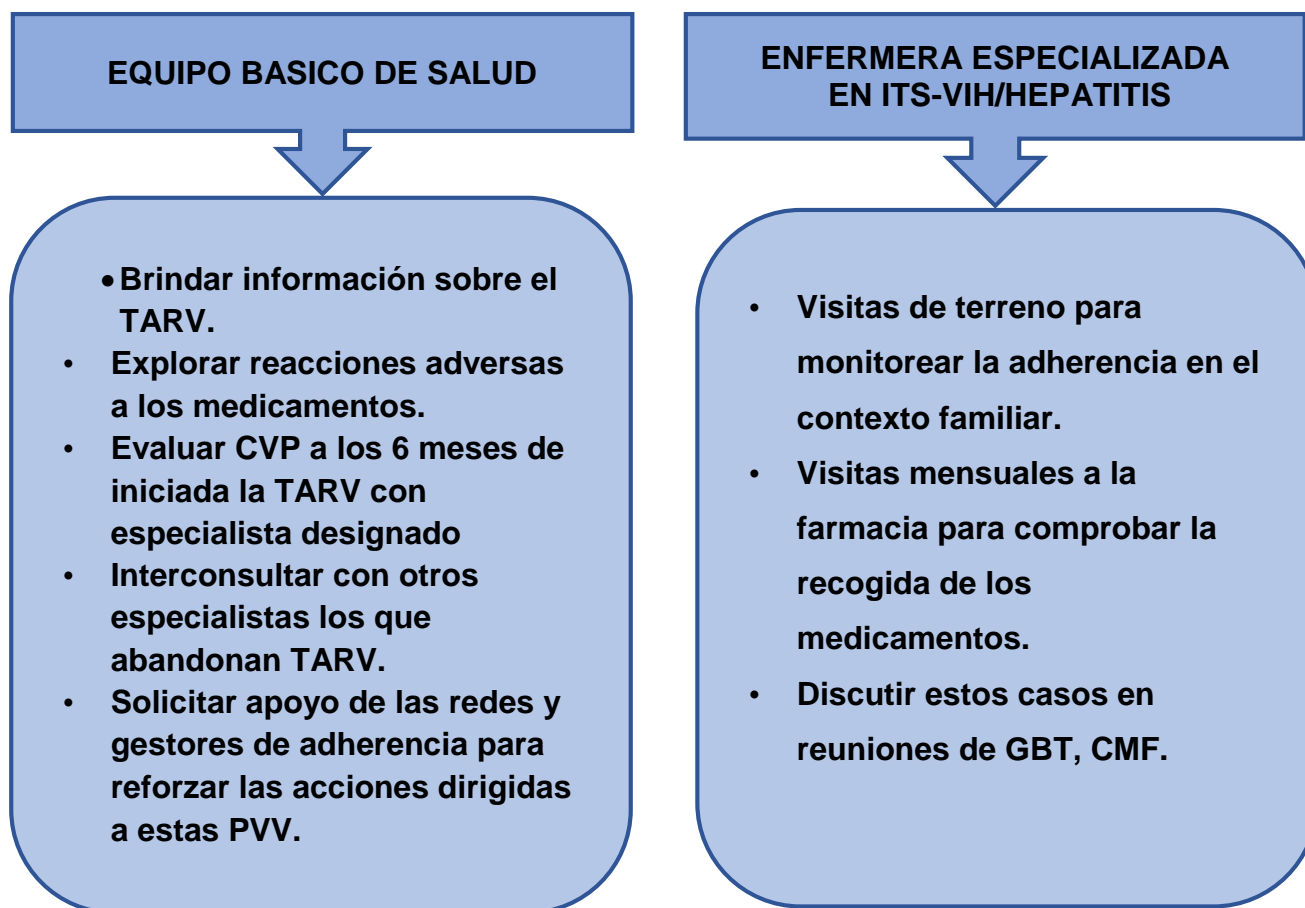 EQUIPO BASICO DE SALUD
•Brindar información sobre el
TARV.
• Explorar reacciones adversas
a los medicamentos.
• Evaluar CVP a los 6 meses de
iniciada la TARV con
especialista designado
• Interconsultar con otros
especialistas los que
abandonan TARV.
• Solicitar apoyo de las redes y
gestores de adherencia para
reforzar las acciones dirigidas
a estas PVV.
ENFERMERA ESPECIALIZADA
EN ITS-VIH/HEPATITIS
• Visitas de terreno para
monitorear la adherencia en el
contexto familiar.
• Visitas mensuales a la
farmacia para comprobar la
recogida de los
medicamentos.
• Discutir estos casos en
reuniones de GBT, CMF.